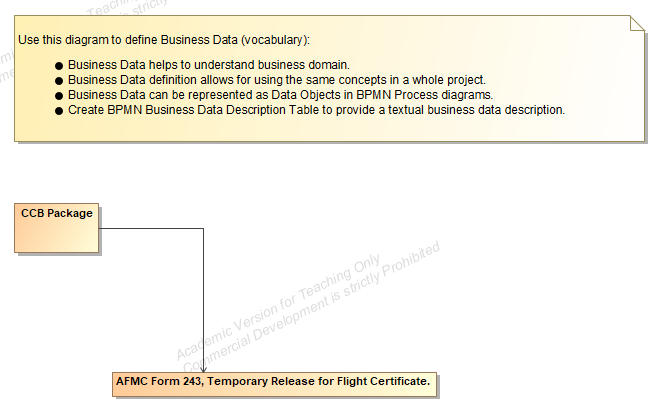 Use this diagram to define Business Data (vocabulary):
● Business Data helps to understand business domain.
● Business Data definition allows for using the same concepts in a whole project.
● Business Data can be represented as Data Objects in BPMN Process diagrams.
● Create BPMN Business Data Description Table to provide a textual business data description.
CCB Package
Academic Version for Teaching Only
Commercial Development is strictly Prohibited
AFMC Form 243, Temporary Release for Flight Certificate.